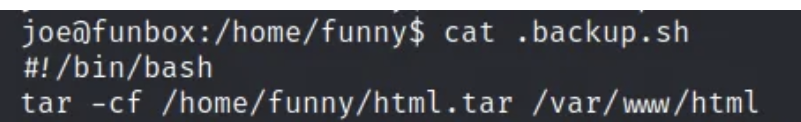 joe@funbox:/home/funny$ cat .backup.sh
#!/bin/bash
tar -cf /home/funny/html.tar /var/www/html